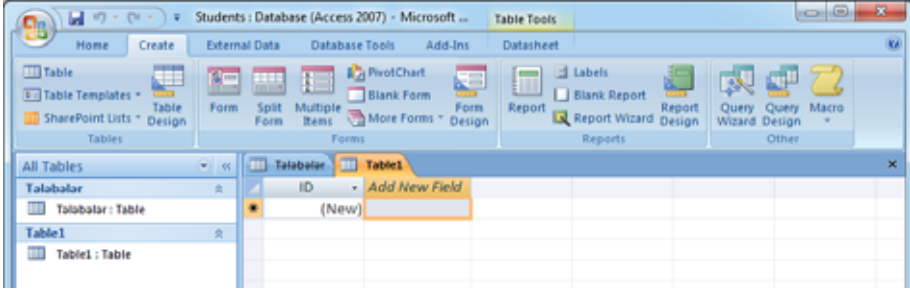 Students : Database (Access 2007) - Microsoft ... Table Tools
Home Create External Data Database Tools Add-Ins Datasheet
Table
Table Templates
SharePoint Lists
Table Design
Tables
Form
Split Form
Multiple Items
PivotChart
Blank Form
More Forms
Form Design
Forms
Report
Labels
Blank Report
Report Wizard
Report Design
Reports
Query Wizard
Query Design
Macro
Other
All Tables
Tələbələr
Tələbələr : Table
Table1
Table1 : Table
Tələbələr Table1
ID Add New Field
(New)